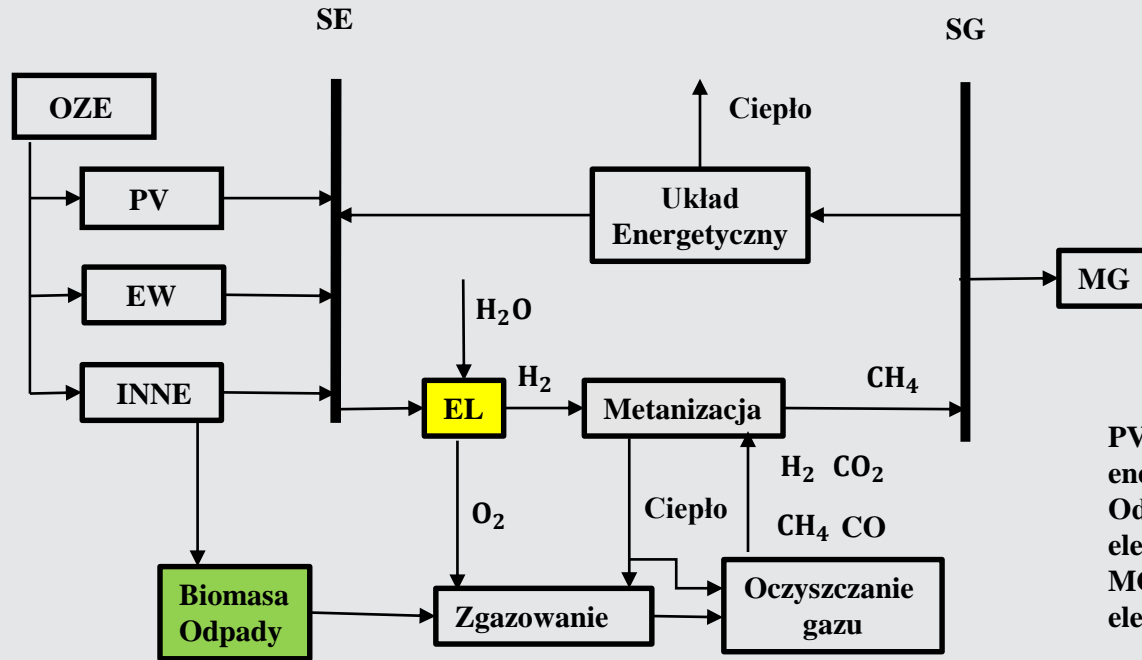 SE
SG
OZE
Ciepło
PV
Układ
Energetyczny
EW
MG
H₂O
INNE
EL
H₂
Metanizacja
CH₄
PV
H₂ CO₂
O₂
Ciepło
CH₄ CO
MG
Biomasa
Odpady
Zgazowanie
Oczyszczanie
gazu